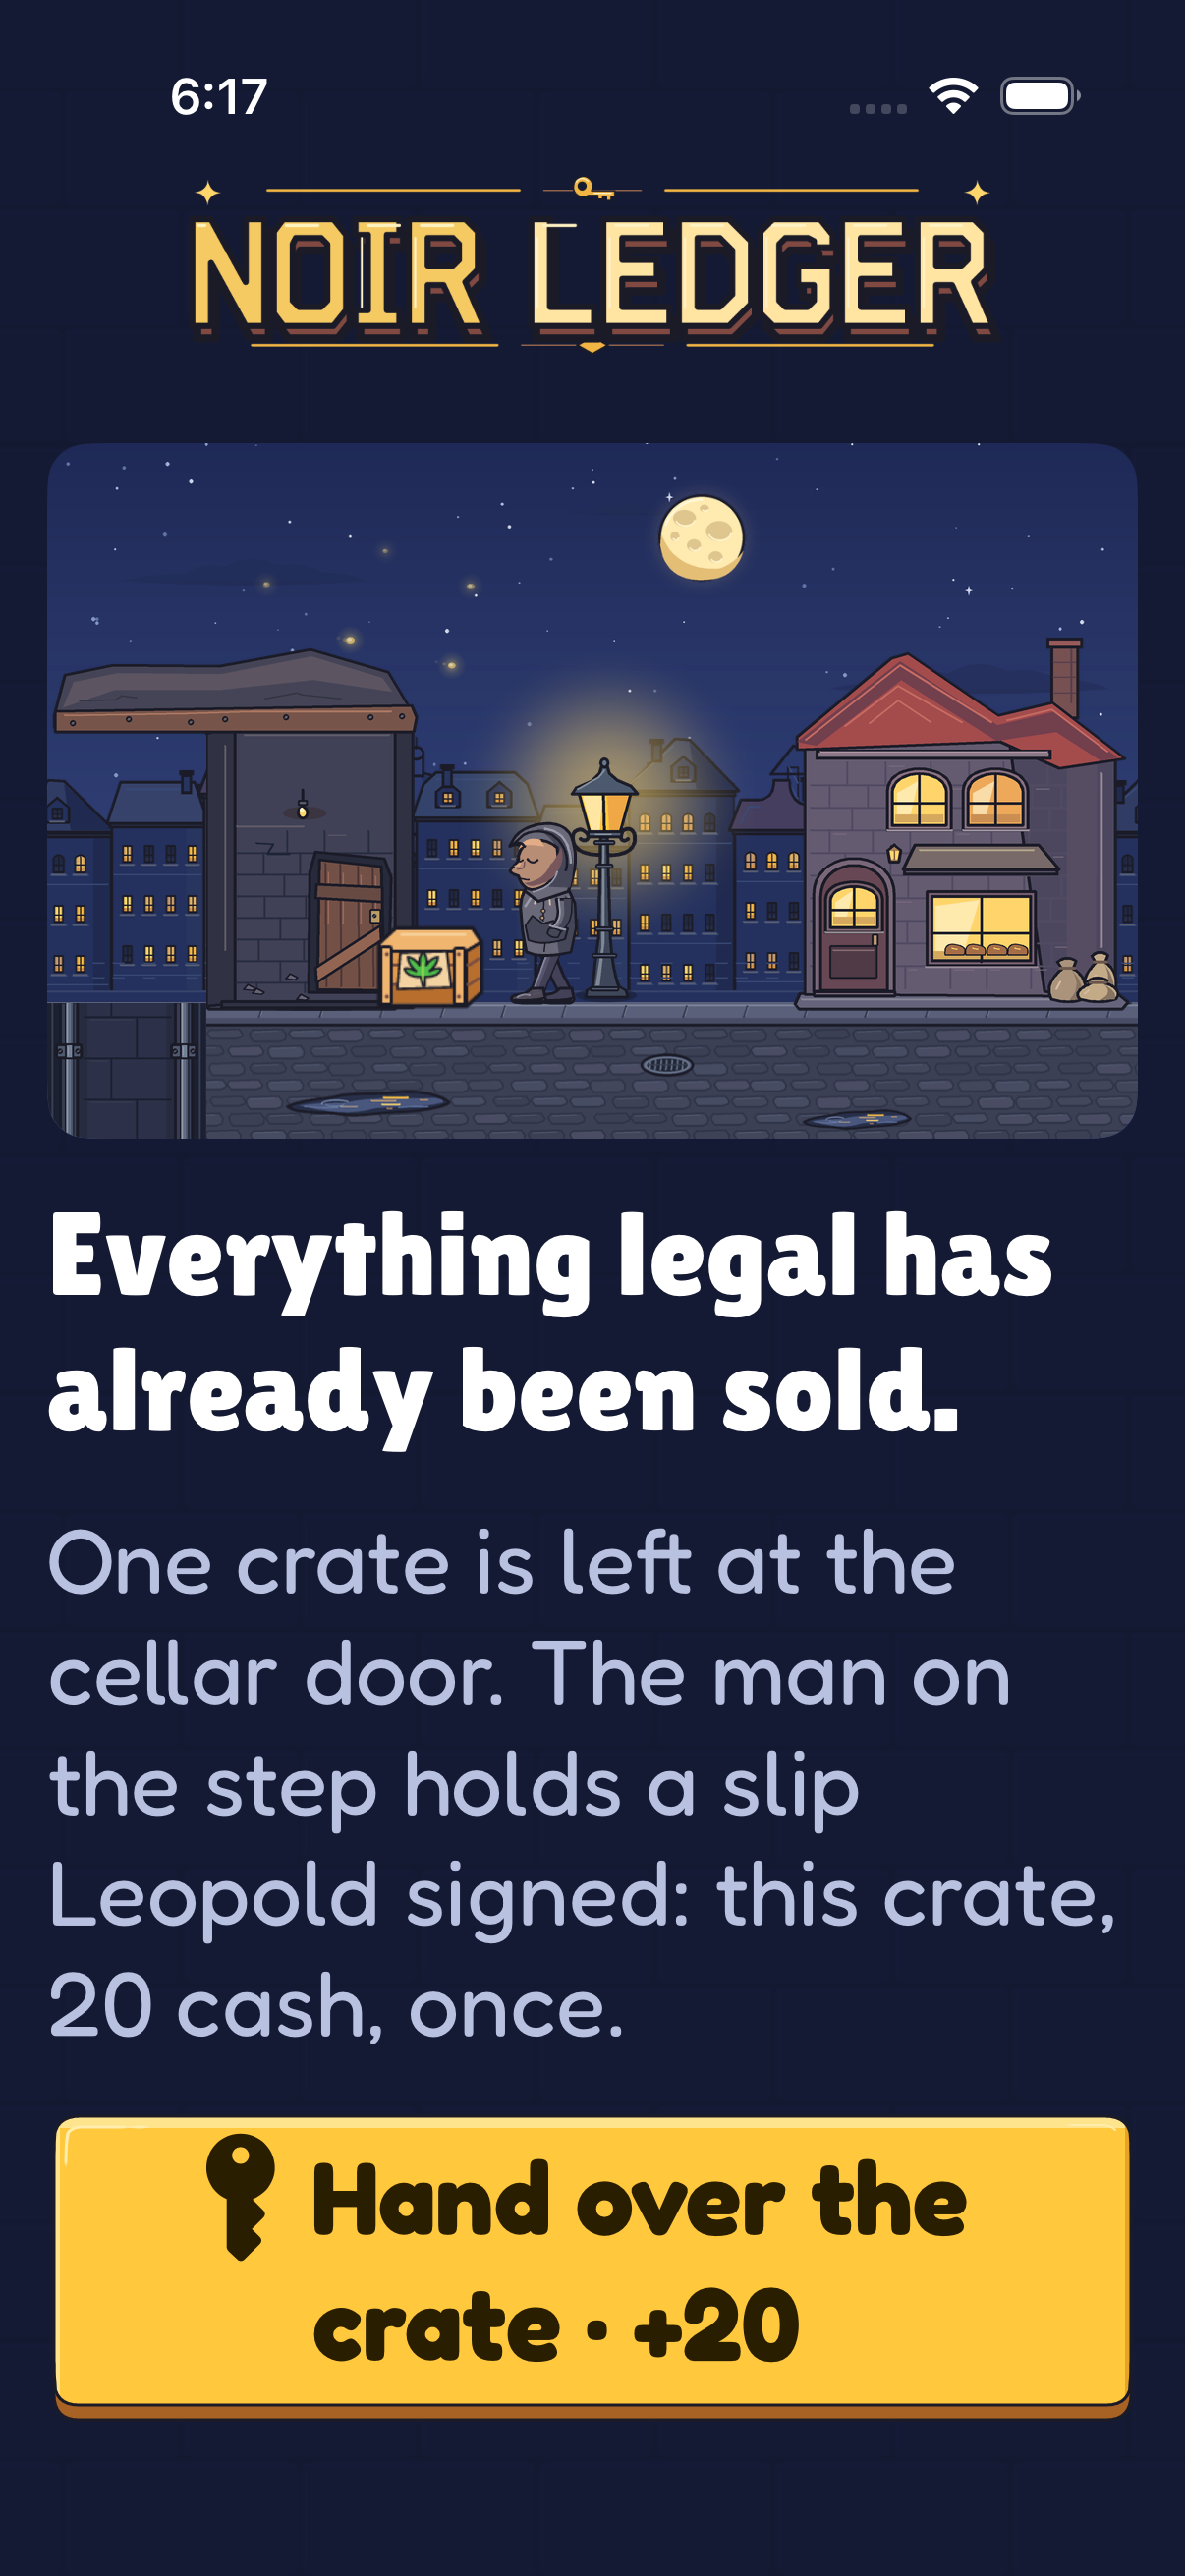 6:17
NOIR LEDGER
Everything legal has
already been sold.
One crate is left at the
cellar door. The man on
the step holds a slip
Leopold signed: this crate,
20 cash, once.
Hand over the
crate · +20